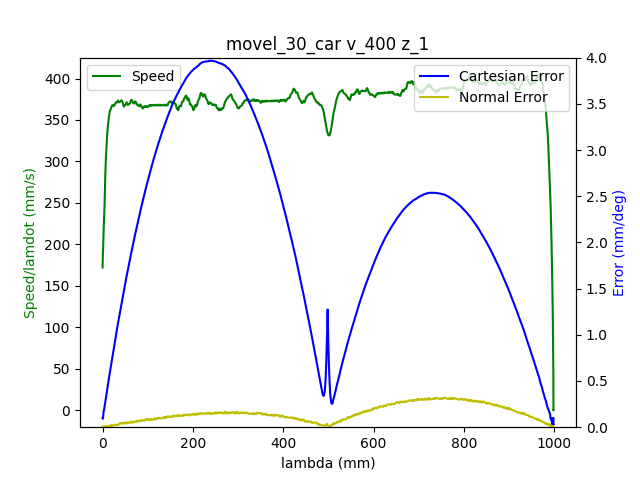 movel_30_car v_400 z_1
Speed
Cartesian Error
Normal Error
Speed/lamdot (mm/s)
400
350
300
250
200
150
100
50
0
4.0
3.5
3.0
2.5
2.0
1.5
1.0
0.5
0.0
Error (mm/deg)
0 200 400 600 800 1000
lambda (mm)